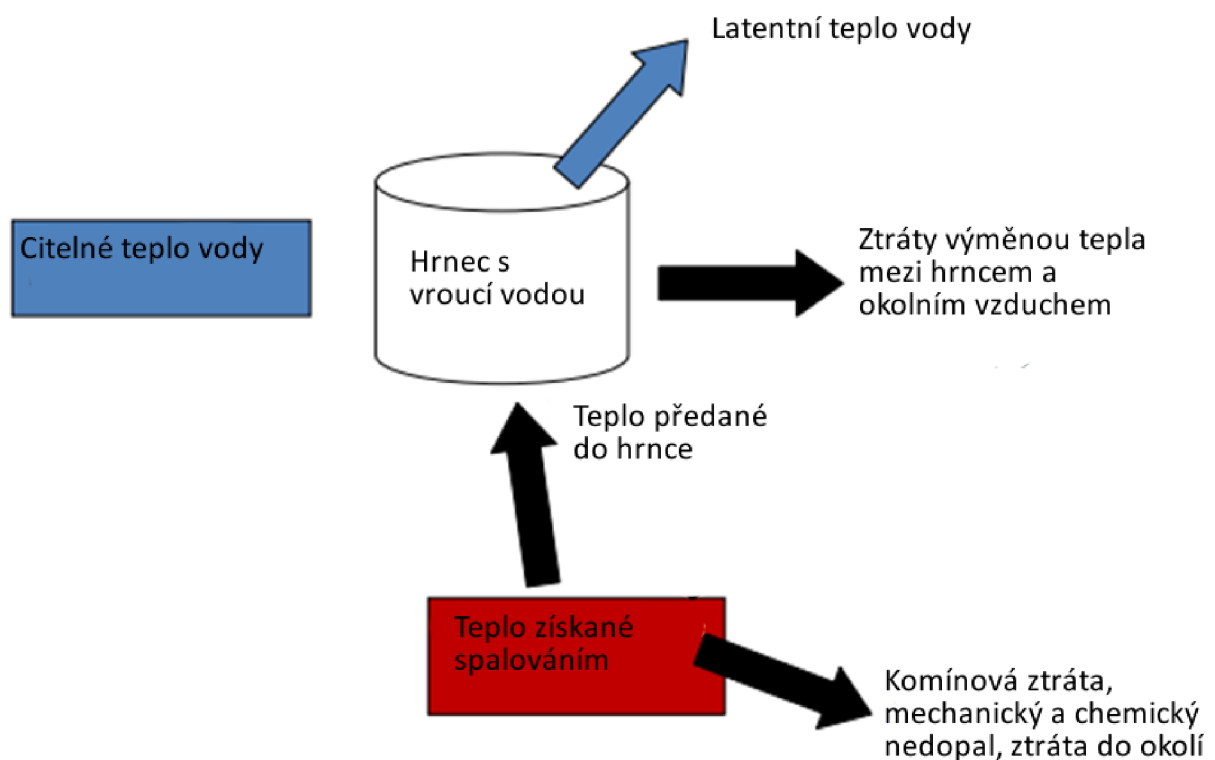 Latentní teplo vody
Citelné teplo vody
Hrnec s
vroucí vodou
Ztráty výměnou tepla
mezi hrncem a
okolním vzduchem
Teplo předané
do hrnce
Teplo získané
spalováním
Komínová ztráta,
mechanický a chemický
nedopal, ztráta do okolí